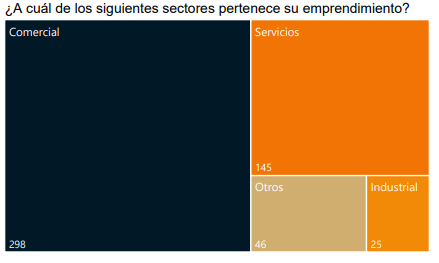 ¿A cuál de los siguientes sectores pertenece su emprendimiento?
Comercial
298
Servicios
145
Otros
46
Industrial
25